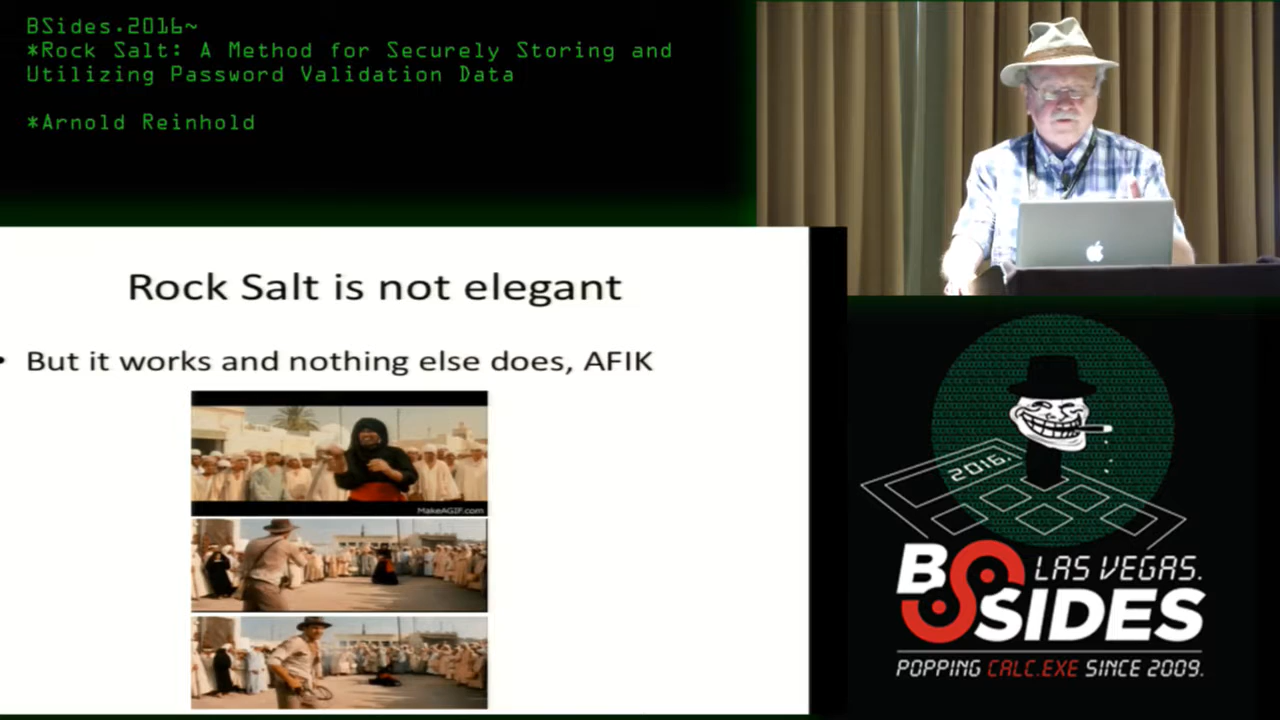 BSides.2016~
*Rock Salt: A Method for Securely Storing and
Utilizing Password Validation Data
*Arnold Reinhold
Rock Salt is not elegant
• But it works and nothing else does, AFIK
MakeAGIF.com
2016.
BSIDES
LAS VEGAS.
POPPING CALC.EXE SINCE 2009.